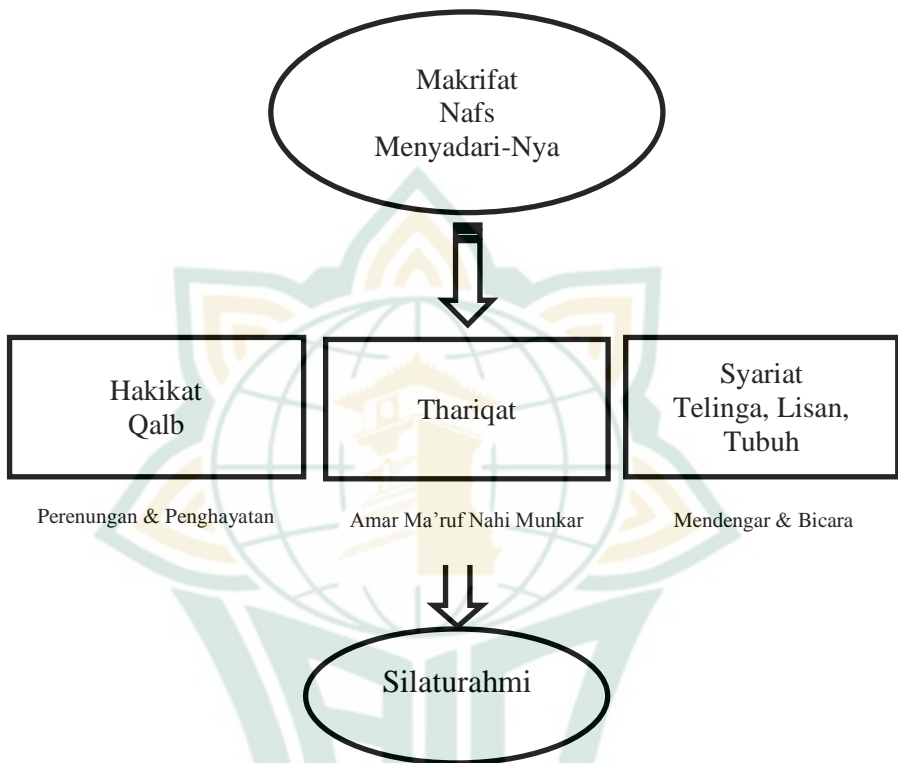 Makrifat
Nafs
Menyadari-Nya
Hakikat
Qalb
Thariqat
Syariat
Telinga, Lisan,
Tubuh
Perenungan & Penghayatan
Amar Ma’ruf Nahi Munkar
Mendengar & Bicara
Silaturahmi